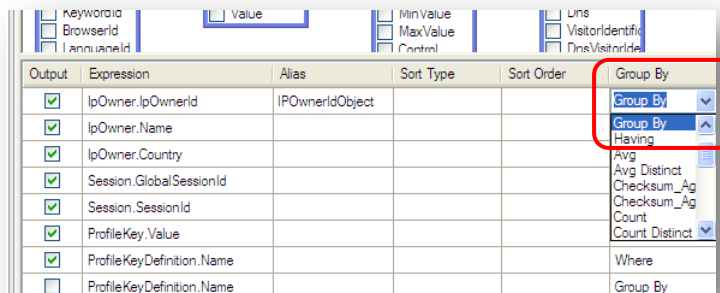 KeywordId Value MinValue Dns
BrowserId MaxValue VisitorIdentific
LanguageId Control DnsVisitorIde
Output Expression Alias Sort Type Sort Order Group By
IpOwner.IpOwnerId IPOwnerIdObject Group By
IpOwner.Name Group By
Having
IpOwner.Country Avg
Avg Distinct
Session.GlobalSessionId Checksum_Ag
Session.SessionId Checksum_Ag
Count
ProfileKey.Value Count Distinct
ProfileKeyDefinition.Name Where
ProfileKeyDefinition.Name Group By